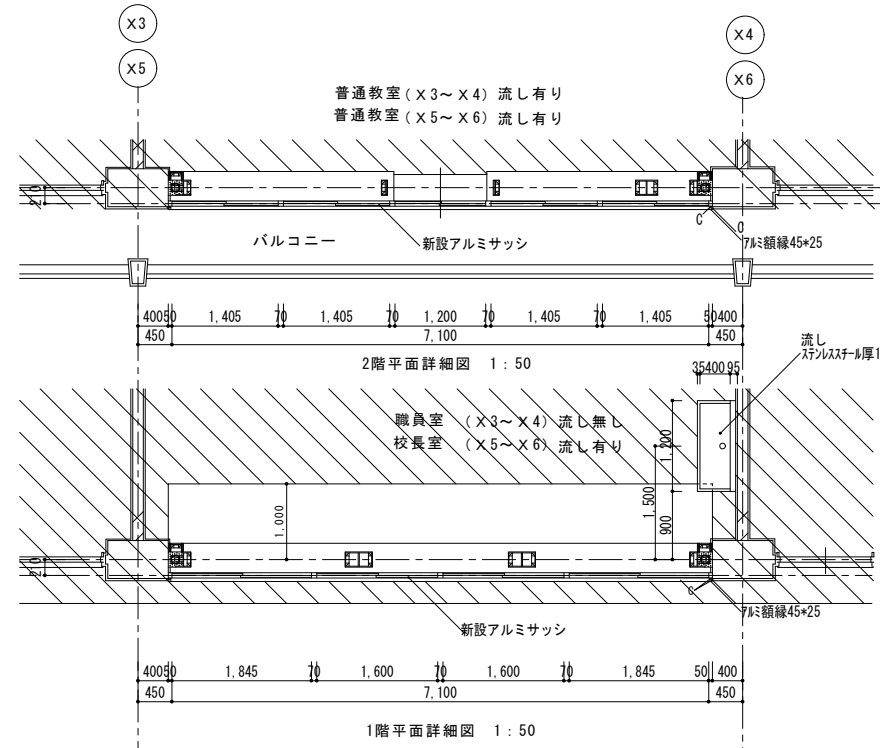 X3
X4
X5
X6
普通教室(X3～X4) 流し有り
普通教室(X5～X6) 流し有り
210
C
0
バルコニー
新設アルミサッシ
ｱﾙﾐ額縁45*25
400 50 1,405 70 1,405 70 1,200 70 1,405 70 1,405 50 400
450 7,100 450
2階平面詳細図 1:50
流し
ｽﾃﾝﾚｽｽﾁｰﾙ厚1
35 400 95
職員室 (X3～X4) 流し無し
校長室 (X5～X6) 流し有り
1,200
1,500
1,000
900
210
C
ｱﾙﾐ額縁45*25
新設アルミサッシ
400 50 1,845 70 1,600 70 1,600 70 1,845 50 400
450 7,100 450
1階平面詳細図 1:50